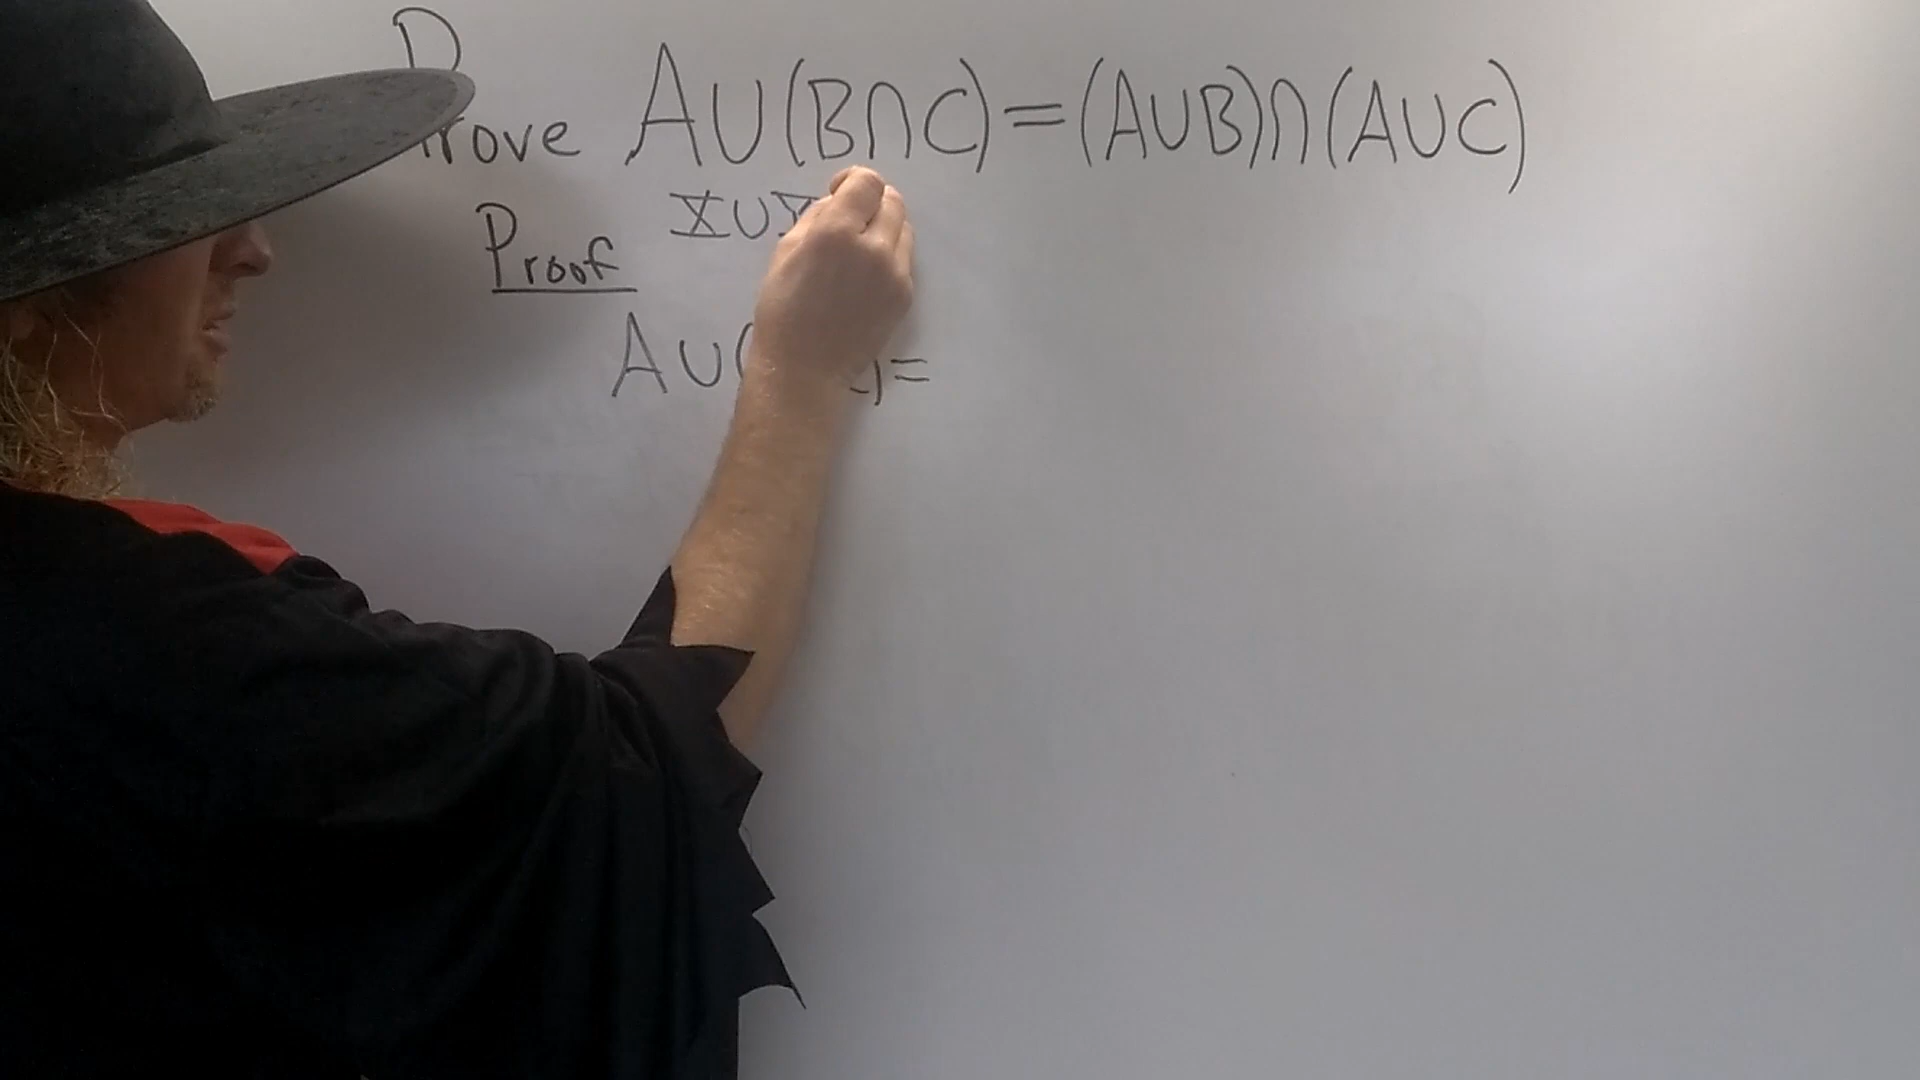 Prove A∪(B∩C)=(A∪B)∩(A∪C)
Proof X∪Y
A∪( )=